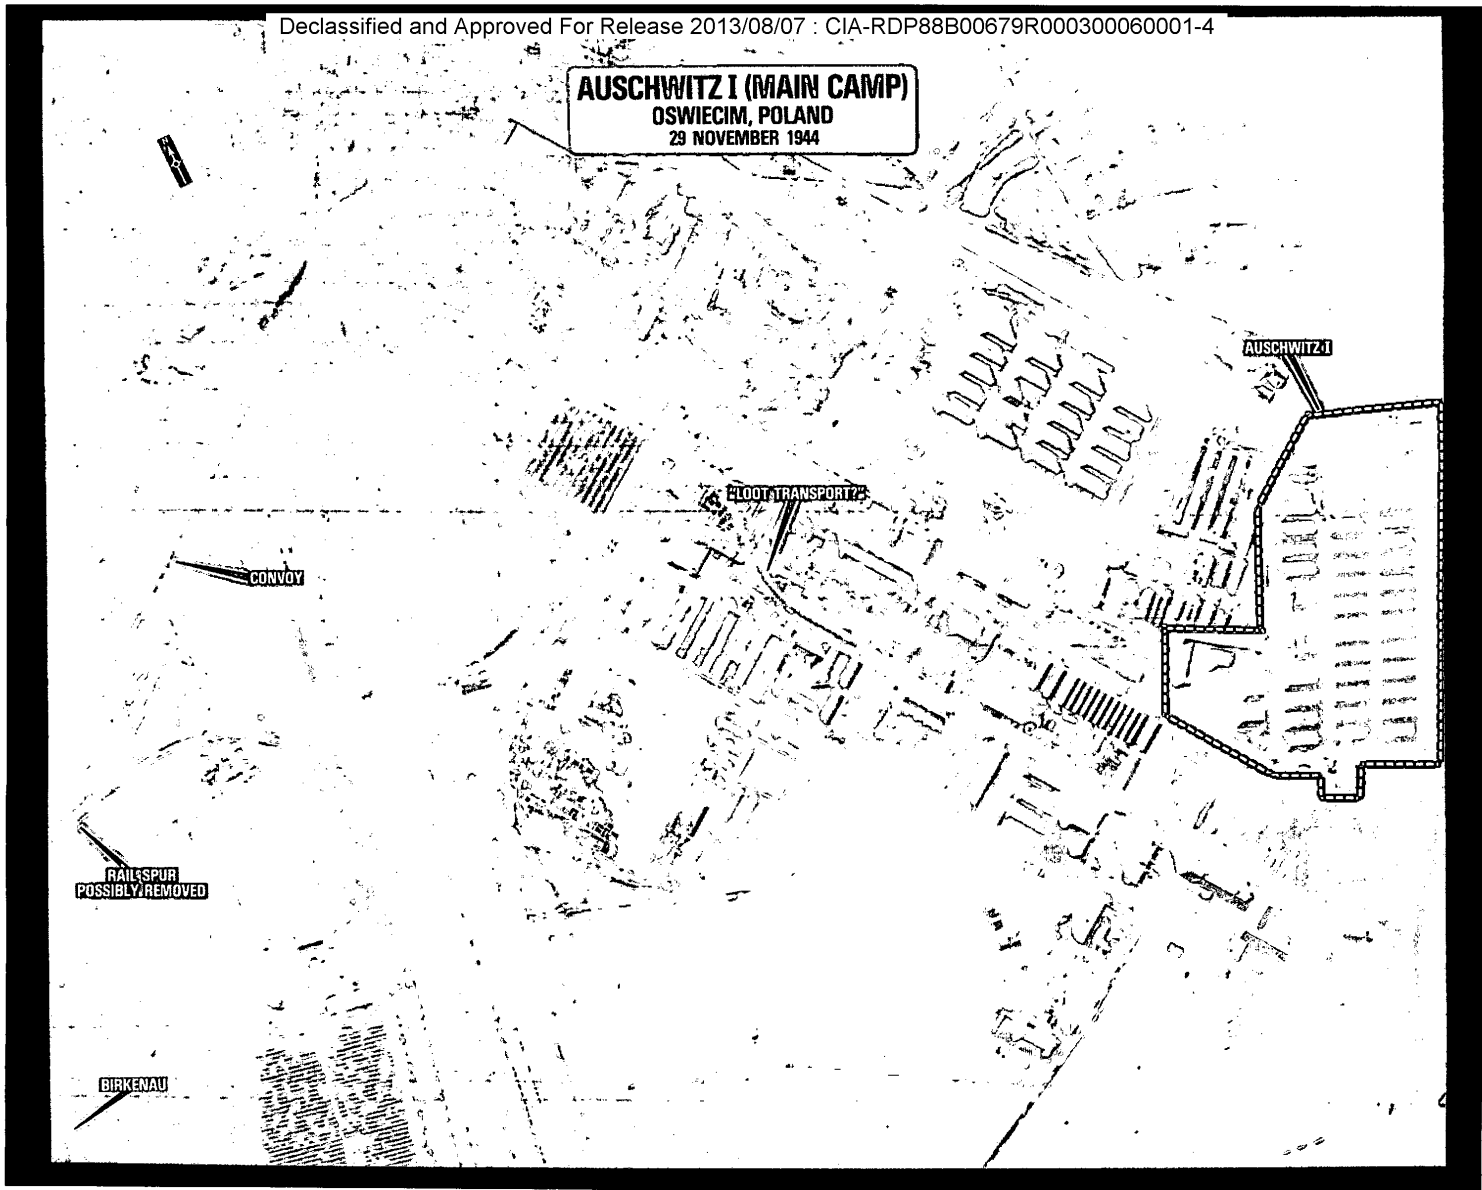 Declassified and Approved For Release 2013/08/07 : CIA-RDP88B00679R000300060001-4
AUSCHWITZ I (MAIN CAMP)
OSWIECIM, POLAND
29 NOVEMBER 1944
N
AUSCHWITZ I
"LOOT TRANSPORT?"
CONVOY
RAIL SPUR
POSSIBLY REMOVED
BIRKENAU